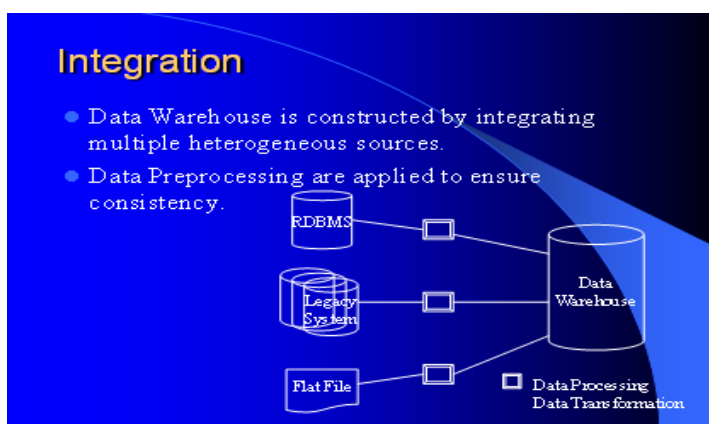 Integration
Data Warehouse is constructed by integrating
multiple heterogeneous sources.
Data Preprocessing are applied to ensure
consistency.
RDBMS
Legacy
System
Flat File
Data
Warehouse
Data Processing
Data Transformation